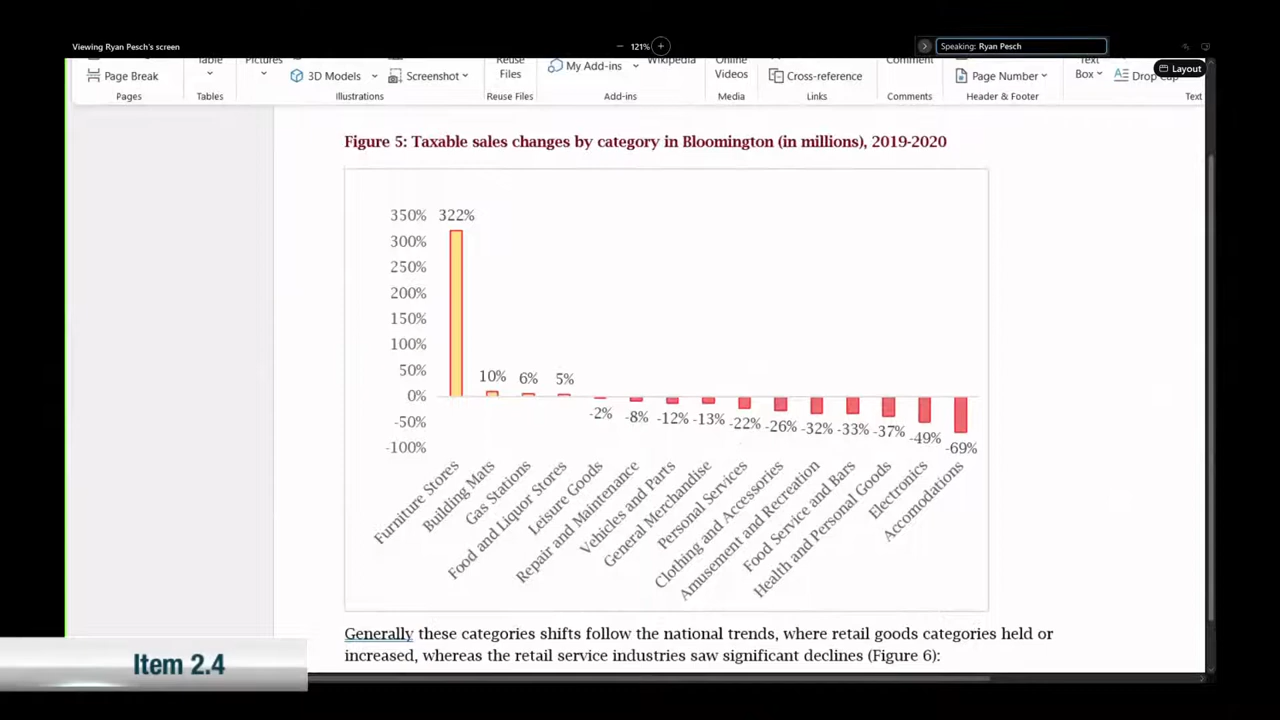 Viewing Ryan Pesch's screen
121%
Speaking: Ryan Pesch
Layout
Table
Pictures
Reuse
My Add-ins
Wikipedia
Online
Comment
Text
Page Break
3D Models
Screenshot
Files
Videos
Cross-reference
Page Number
Box
Drop Cap
Pages
Tables
Illustrations
Reuse Files
Add-ins
Media
Links
Comments
Header & Footer
Text
Figure 5: Taxable sales changes by category in Bloomington (in millions), 2019-2020
350%
300%
250%
200%
150%
100%
50%
0%
-50%
-100%
322%
10%
6%
5%
-2%
-8%
-12%
-13%
-22%
-26%
-32%
-33%
-37%
-49%
-69%
Furniture Stores
Building Mats
Gas Stations
Food and Liquor Stores
Leisure Goods
Repair and Maintenance
Vehicles and Parts
General Merchandise
Personal Services
Clothing and Accessories
Amusement and Recreation
Food Service and Bars
Health and Personal Goods
Electronics
Accomodations
Generally these categories shifts follow the national trends, where retail goods categories held or
increased, whereas the retail service industries saw significant declines (Figure 6):
Item 2.4